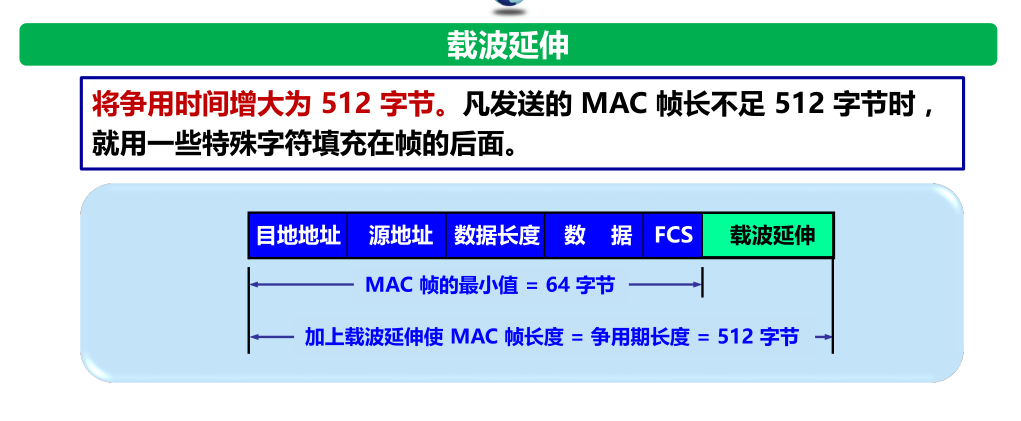 载波延伸
将争用时间增大为 512 字节。凡发送的 MAC 帧长不足 512 字节时，
就用一些特殊字符填充在帧的后面。
目地地址 源地址 数据长度 数 据 FCS 载波延伸
MAC 帧的最小值 = 64 字节
加上载波延伸使 MAC 帧长度 = 争用期长度 = 512 字节